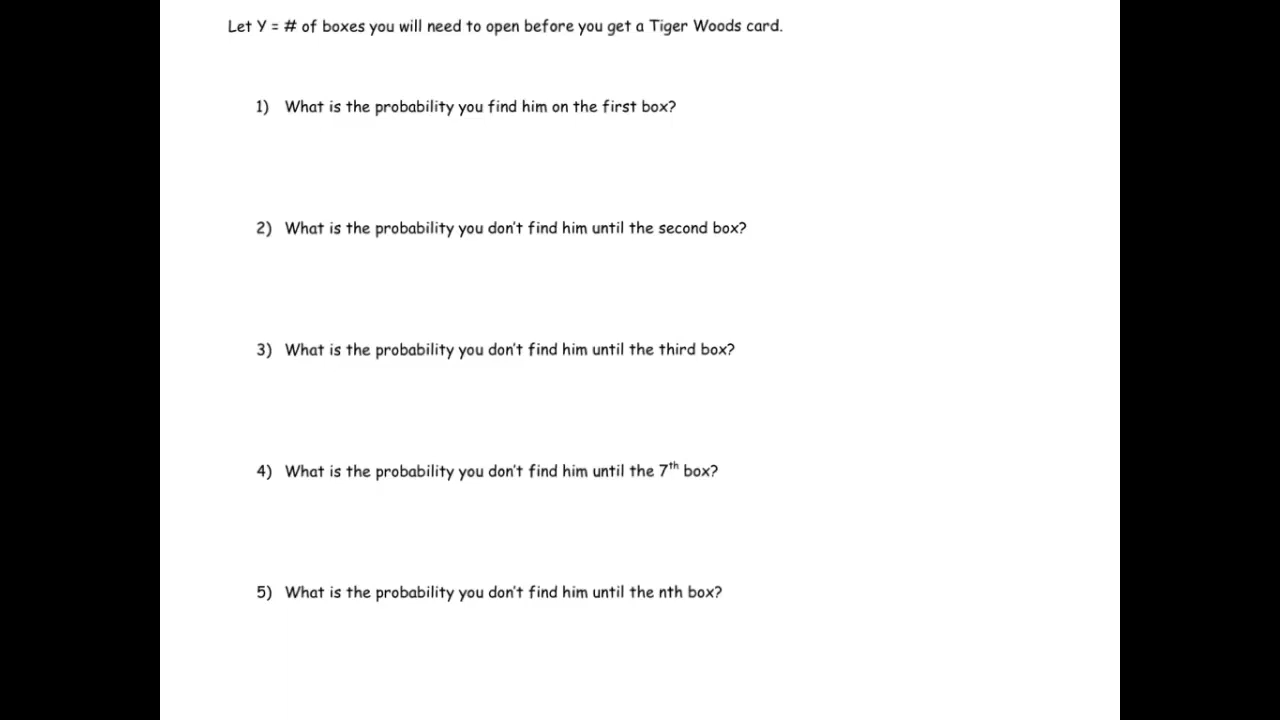 Let Y = # of boxes you will need to open before you get a Tiger Woods card.
1) What is the probability you find him on the first box?
2) What is the probability you don't find him until the second box?
3) What is the probability you don't find him until the third box?
4) What is the probability you don't find him until the 7th box?
5) What is the probability you don't find him until the nth box?